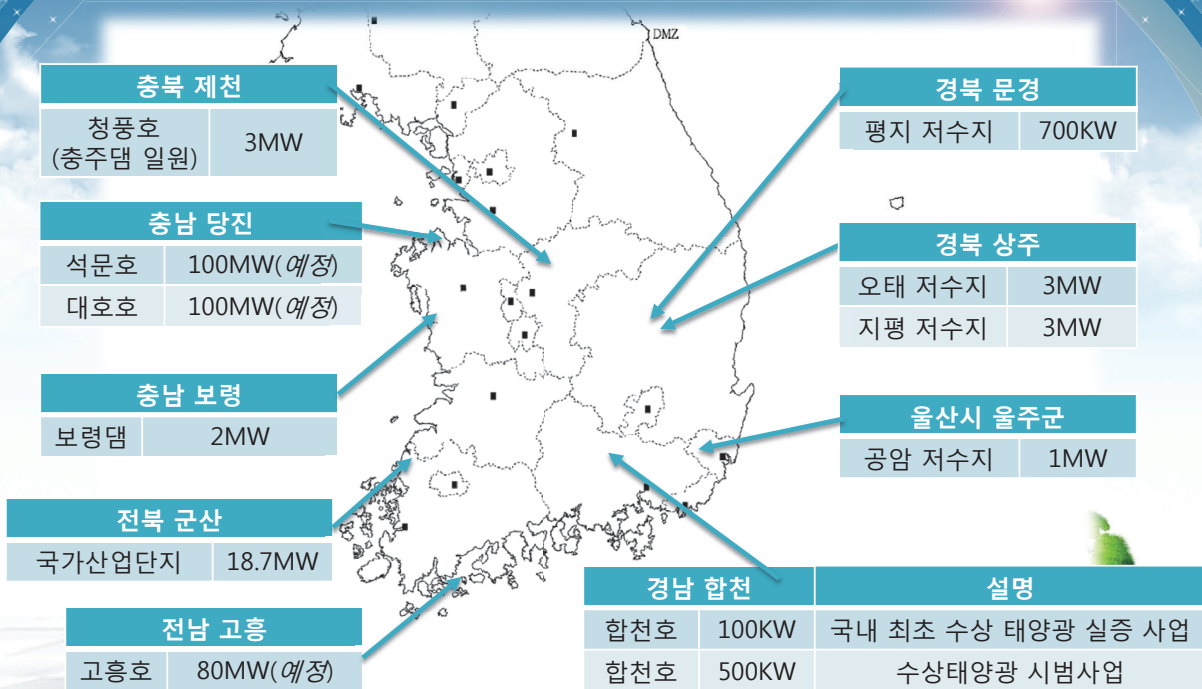 DMZ
충북 제천
청풍호
(충주댐 일원) 3MW
충남 당진
석문호 100MW(예정)
대호호 100MW(예정)
충남 보령
보령댐 2MW
전북 군산
국가산업단지 18.7MW
전남 고흥
고흥호 80MW(예정)
경북 문경
평지 저수지 700KW
경북 상주
오태 저수지 3MW
지평 저수지 3MW
울산시 울주군
공암 저수지 1MW
경남 합천 설명
합천호 100KW 국내 최초 수상 태양광 실증 사업
합천호 500KW 수상태양광 시범사업